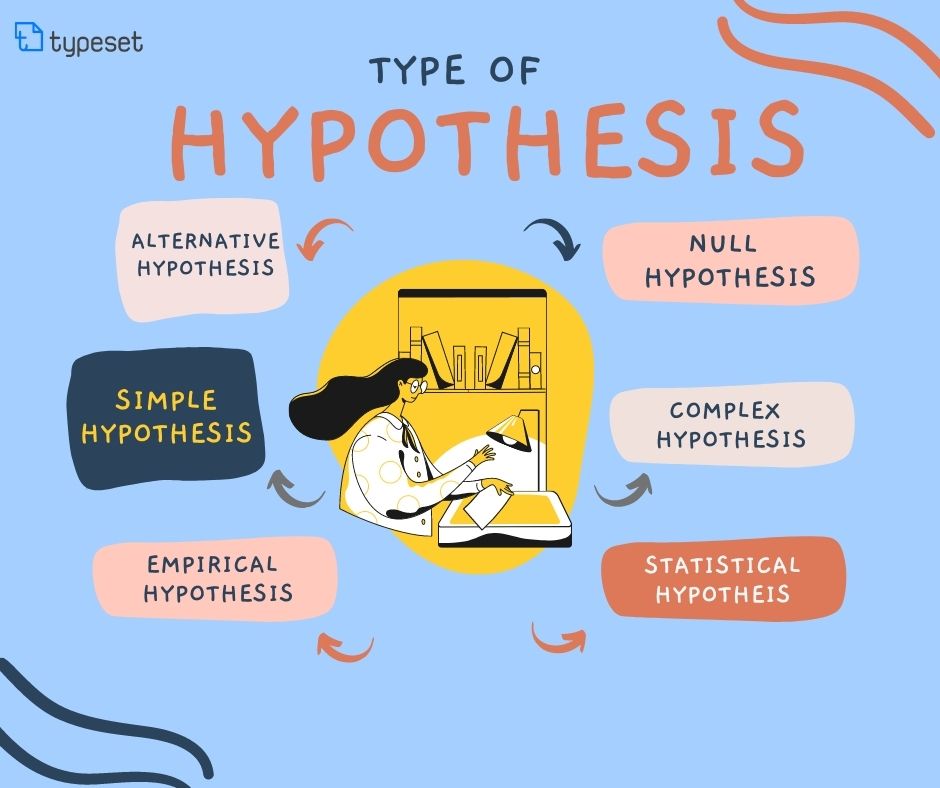 typeset
TYPE OF
HYPOTHESIS
ALTERNATIVE
HYPOTHESIS
NULL
HYPOTHESIS
SIMPLE
HYPOTHESIS
COMPLEX
HYPOTHESIS
EMPIRICAL
HYPOTHESIS
STATISTICAL
HYPOTHEIS